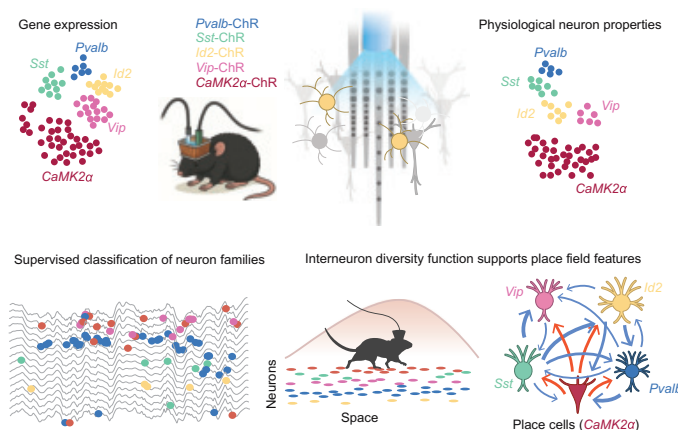 Gene expression
Pvalb
Sst
Id2
Vip
CaMK2α
Pvalb-ChR
Sst-ChR
Id2-ChR
Vip-ChR
CaMK2α-ChR
Physiological neuron properties
Pvalb
Sst
Id2
Vip
CaMK2α
Supervised classification of neuron families
Interneuron diversity function supports place field features
Neurons
Space
Vip
Id2
Sst
Pvalb
Place cells (CaMK2α)